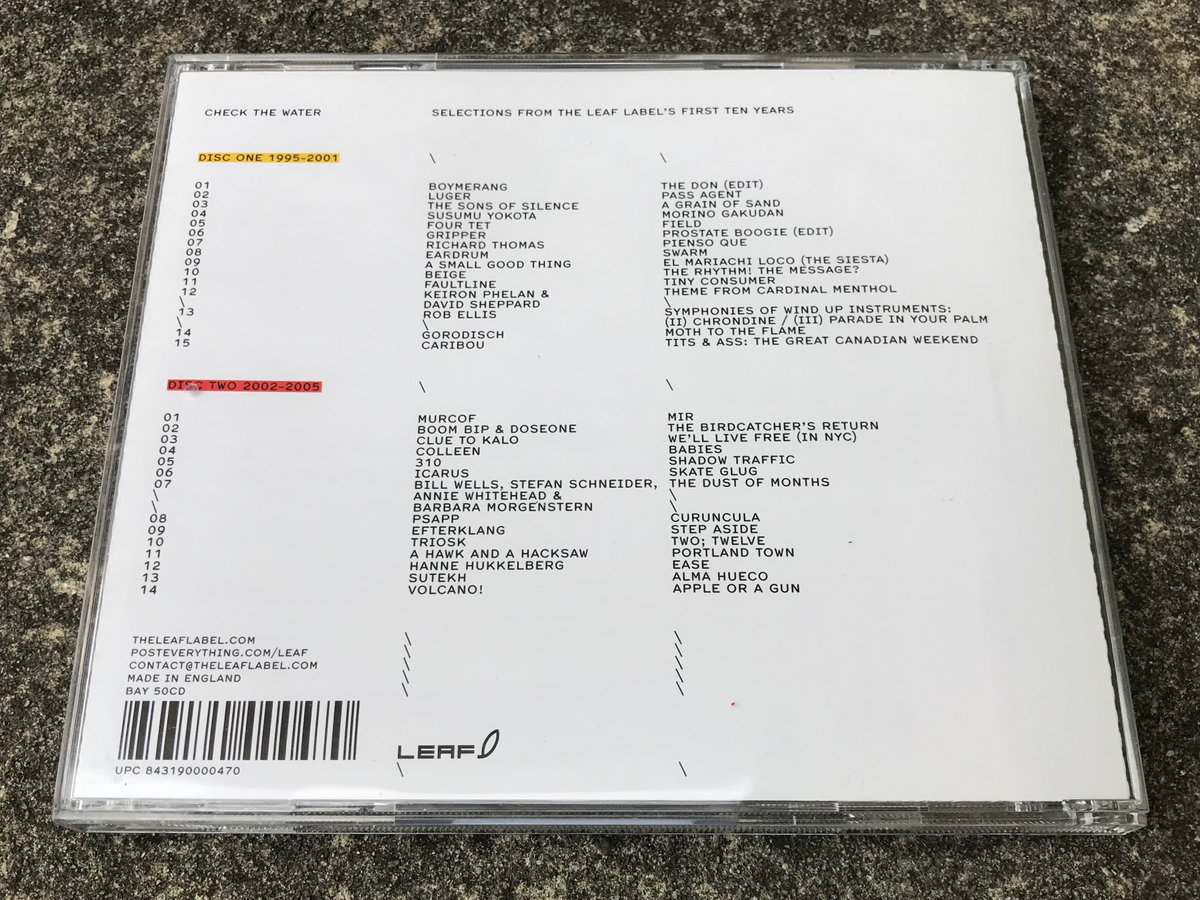 CHECK THE WATER SELECTIONS FROM THE LEAF LABEL'S FIRST TEN YEARS
DISC ONE 1995-2001 \ \
01 BOYMERANG THE DON (EDIT)
02 LUGER PASS AGENT
03 THE SONS OF SILENCE A GRAIN OF SAND
04 SUSUMU YOKOTA MORINO GAKUDAN
05 FOUR TET FIELD
06 GRIPPER PROSTATE BOOGIE (EDIT)
07 RICHARD THOMAS PIENSO QUE
08 EARDRUM SWARM
09 A SMALL GOOD THING EL MARIACHI LOCO (THE SIESTA)
10 BEIGE THE RHYTHM! THE MESSAGE?
11 FAULTLINE TINY CONSUMER
12 KEIRON PHELAN & THEME FROM CARDINAL MENTHOL
\ DAVID SHEPPARD \
13 ROB ELLIS SYMPHONIES OF WIND UP INSTRUMENTS:
\ \ (II) CHRONDINE / (III) PARADE IN YOUR PALM
14 GORODISCH MOTH TO THE FLAME
15 CARIBOU TITS & ASS: THE GREAT CANADIAN WEEKEND
DISC TWO 2002-2005 \ \
01 MURCOF MIR
02 BOOM BIP & DOSEONE THE BIRDCATCHER'S RETURN
03 CLUE TO KALO WE'LL LIVE FREE (IN NYC)
04 COLLEEN BABIES
05 310 SHADOW TRAFFIC
06 ICARUS SKATE GLUG
07 BILL WELLS, STEFAN SCHNEIDER, THE DUST OF MONTHS
\ ANNIE WHITEHEAD & \
\ BARBARA MORGENSTERN \
08 PSAPP CURUNCULA
09 EFTERKLANG STEP ASIDE
10 TRIOSK TWO; TWELVE
11 A HAWK AND A HACKSAW PORTLAND TOWN
12 HANNE HUKKELBERG EASE
13 SUTEKH ALMA HUECO
14 VOLCANO! APPLE OR A GUN
THELEAFLABEL.COM \ \
POSTEVERYTHING.COM/LEAF \ \
CONTACT@THELEAFLABEL.COM \ \
MADE IN ENGLAND \ \
BAY 50CD \ \
LEAF
UPC 843190000470 \ \